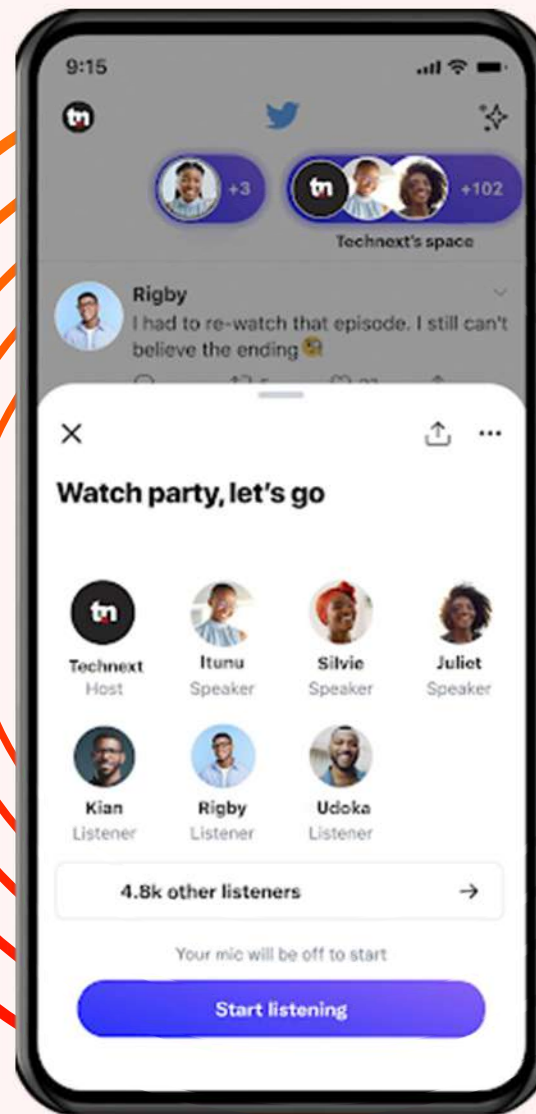 9:15
tn
+3
tn
+102
Technext's space
Rigby
I had to re-watch that episode. I still can't
believe the ending🧐
Watch party, let's go
tn
Technext
Host
Itunu
Speaker
Silvie
Speaker
Juliet
Speaker
Kian
Listener
Rigby
Listener
Udoka
Listener
4.8k other listeners
Your mic will be off to start
Start listening